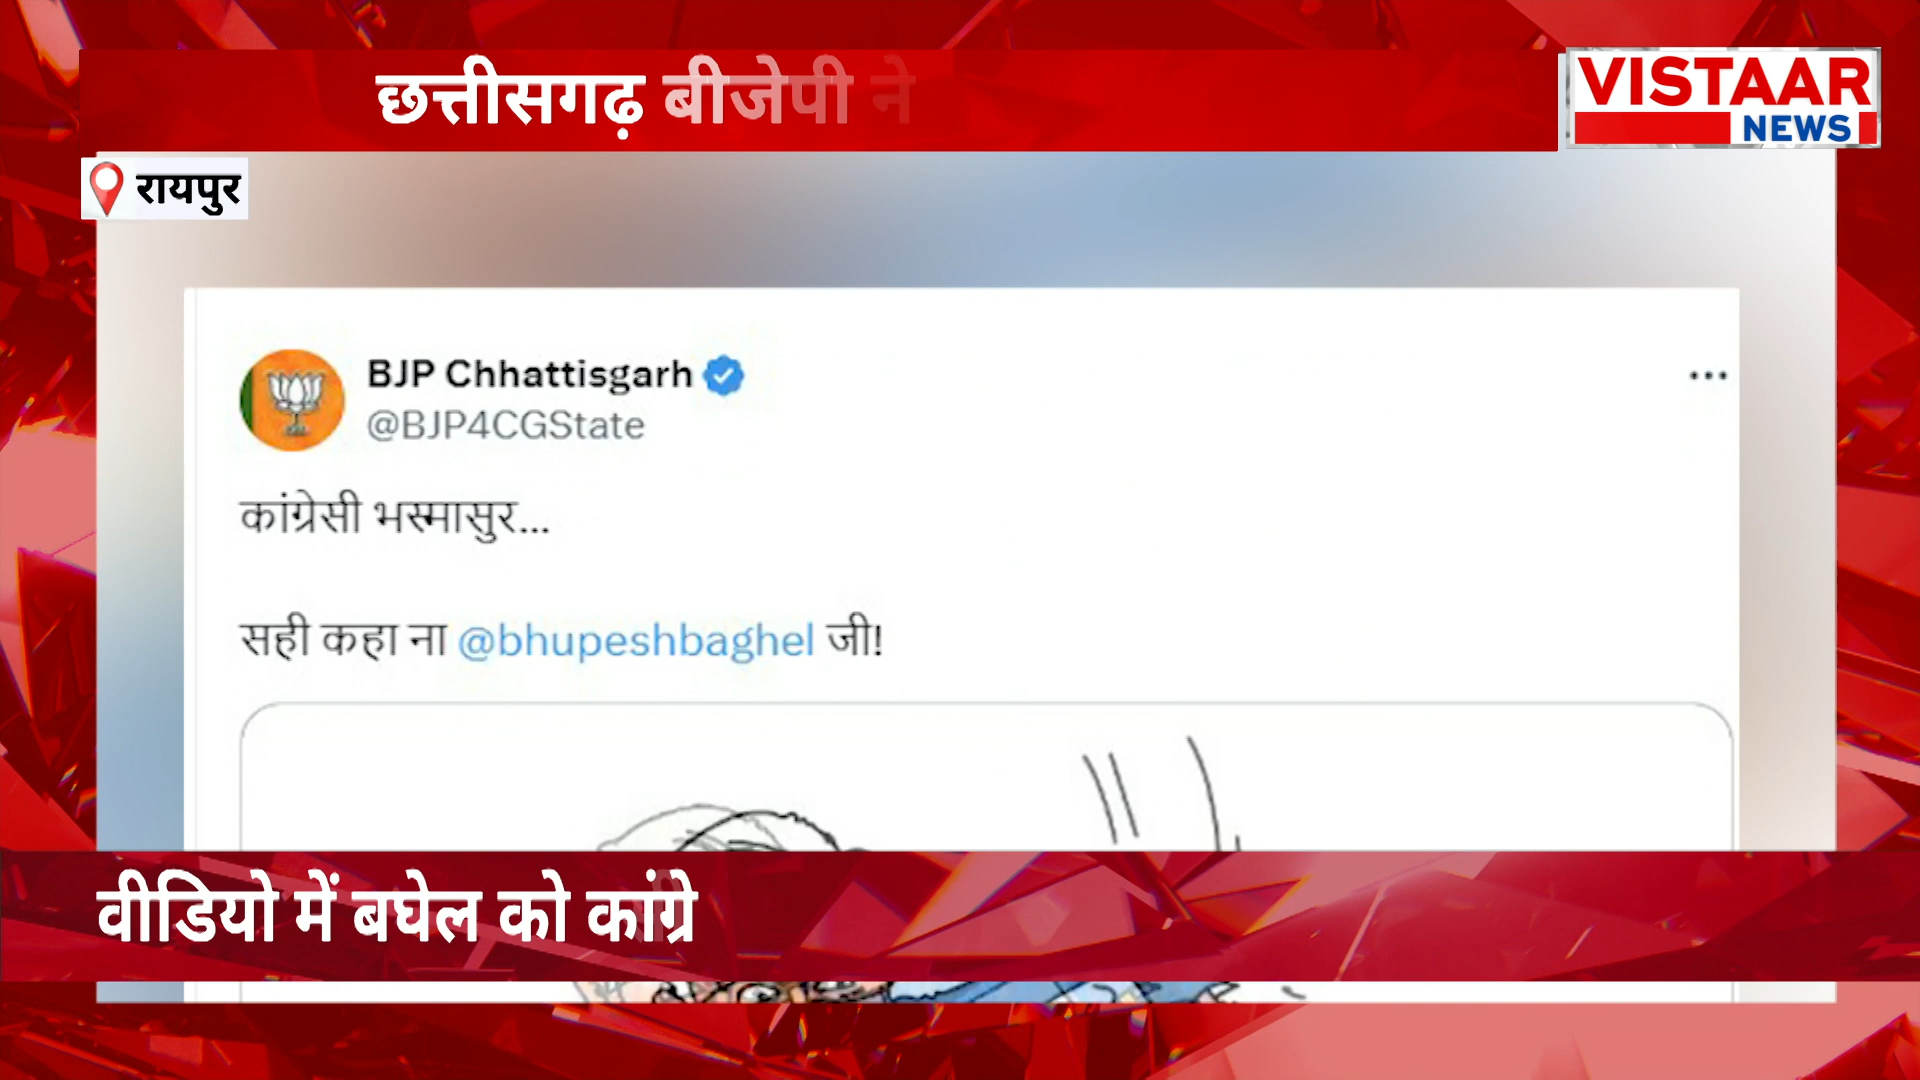 छत्तीसगढ़ बीजेपी ने
VISTAAR
NEWS
रायपुर
BJP Chhattisgarh
@BJP4CGState
कांग्रेसी भस्मासुर...
सही कहा ना @bhupeshbaghel जी!
वीडियो में बघेल को कांग्रे